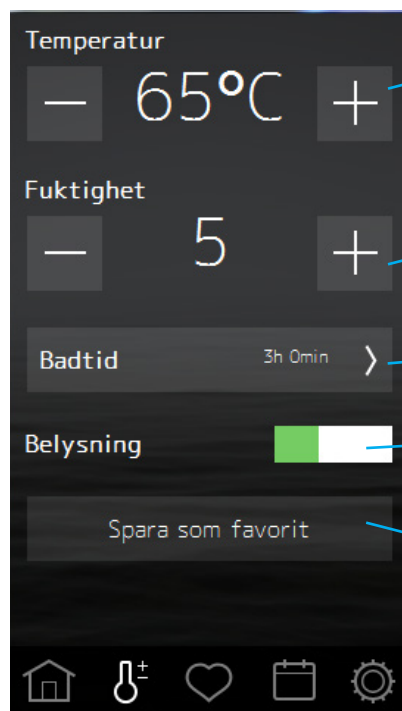 Temperatur
65°C
Fuktighet
5
Badtid 3h 0min
Belysning
Spara som favorit